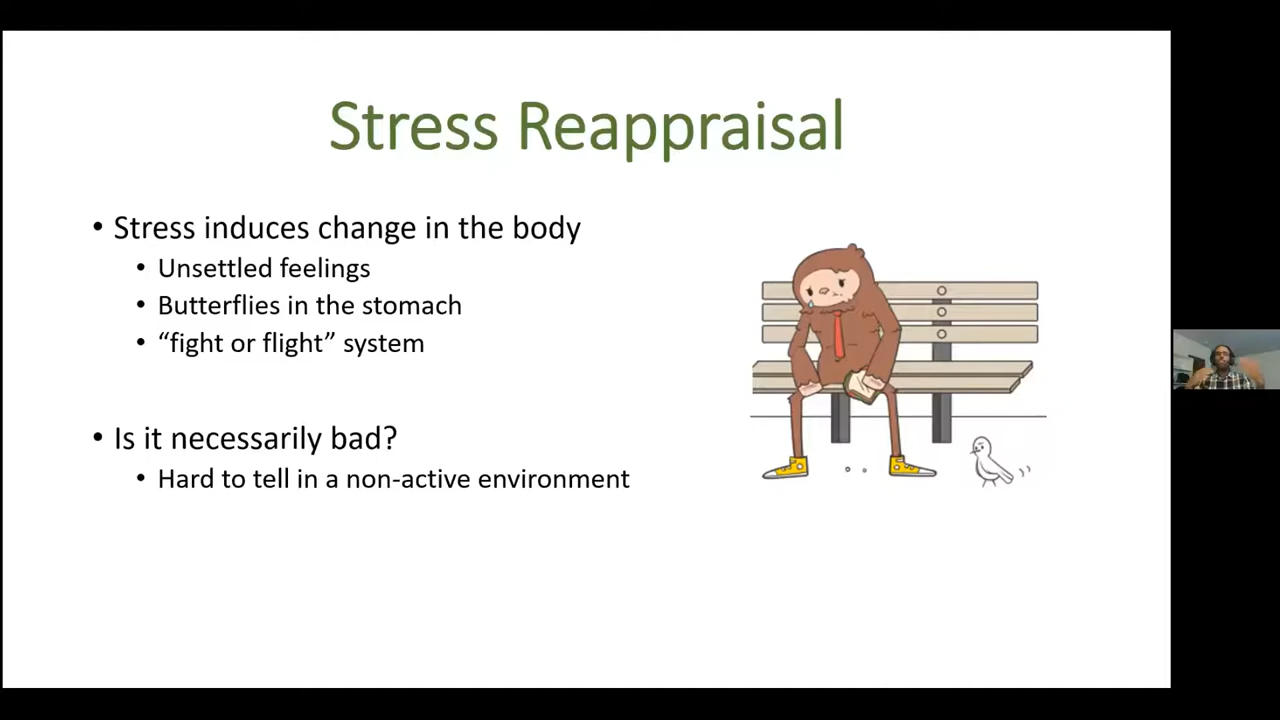 Stress Reappraisal
• Stress induces change in the body
• Unsettled feelings
• Butterflies in the stomach
• “fight or flight” system
• Is it necessarily bad?
• Hard to tell in a non-active environment